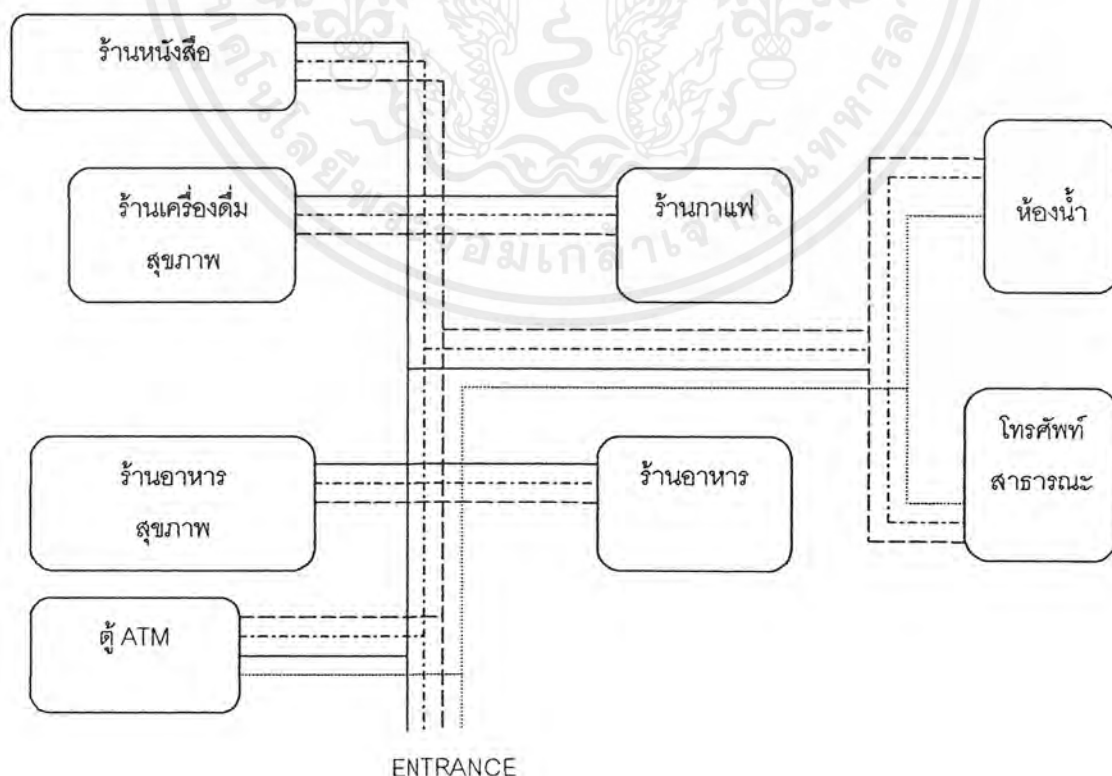 ร้านหนังสือ
ร้านเครื่องดื่ม
สุขภาพ
ร้านกาแฟ
ห้องน้ำ
ร้านอาหาร
สุขภาพ
ร้านอาหาร
โทรศัพท์
สาธารณะ
ตู้ ATM
ENTRANCE